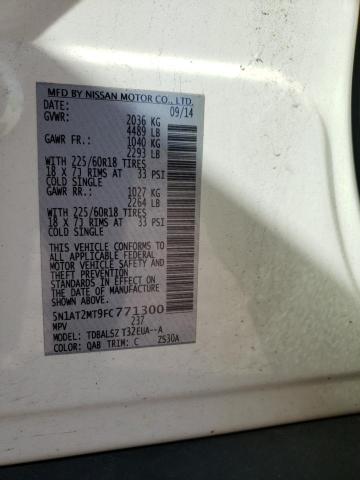 MFD BY NISSAN MOTOR CO., LTD.
DATE: 09/14
GVWR: 2036 KG
4489 LB
GAWR FR: 1040 KG
2293 LB
WITH 225/60R18 TIRES
18 X 7J RIMS AT 33 PSI
COLD SINGLE
GAWR RR: 1027 KG
2264 LB
WITH 225/60R18 TIRES
18 X 7J RIMS AT 33 PSI
COLD SINGLE
THIS VEHICLE CONFORMS TO
ALL APPLICABLE FEDERAL
MOTOR VEHICLE SAFETY
STANDARDS IN EFFECT ON
THE DATE OF MANUFACTURE
SHOWN ABOVE.
5N1AT2MT9FC771300
MPV 237
MODEL: TDBALSZ T32EUA--A
COLOR: QAB TRIM: C ZS30A